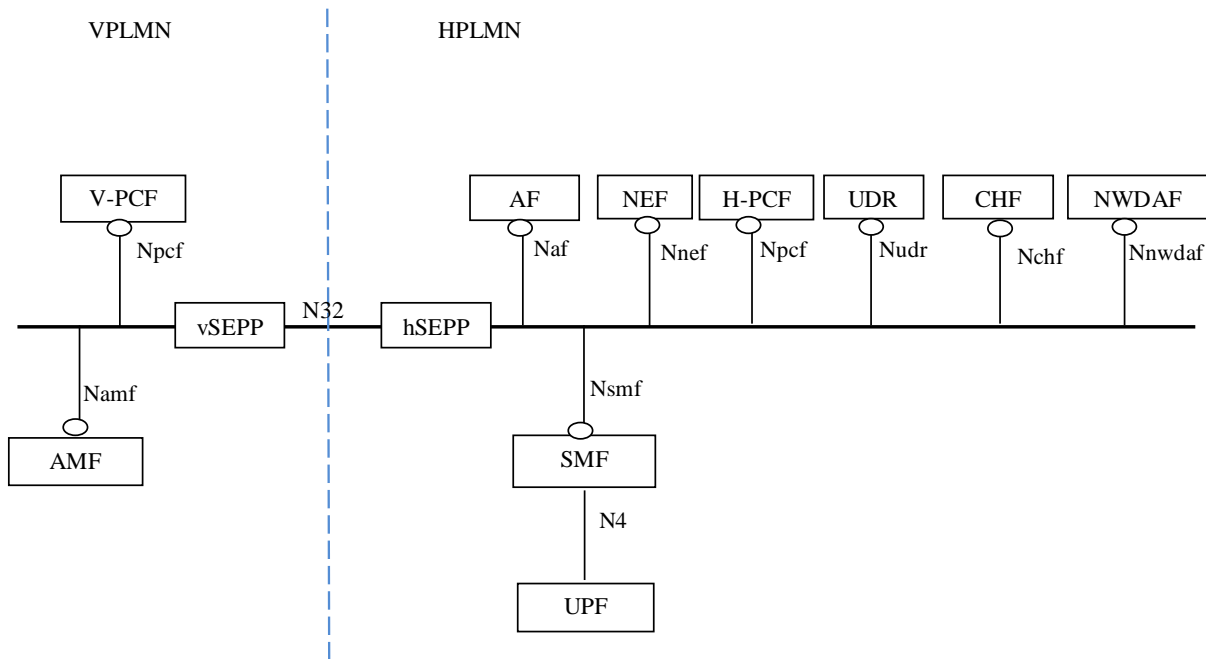 VPLMN
HPLMN
V-PCF
AF
NEF
H-PCF
UDR
CHF
NWDAF
Npcf
Naf
Nnef
Npcf
Nudr
Nchf
Nnwdaf
N32
vSEPP
hSEPP
Namf
Nsmf
AMF
SMF
N4
UPF